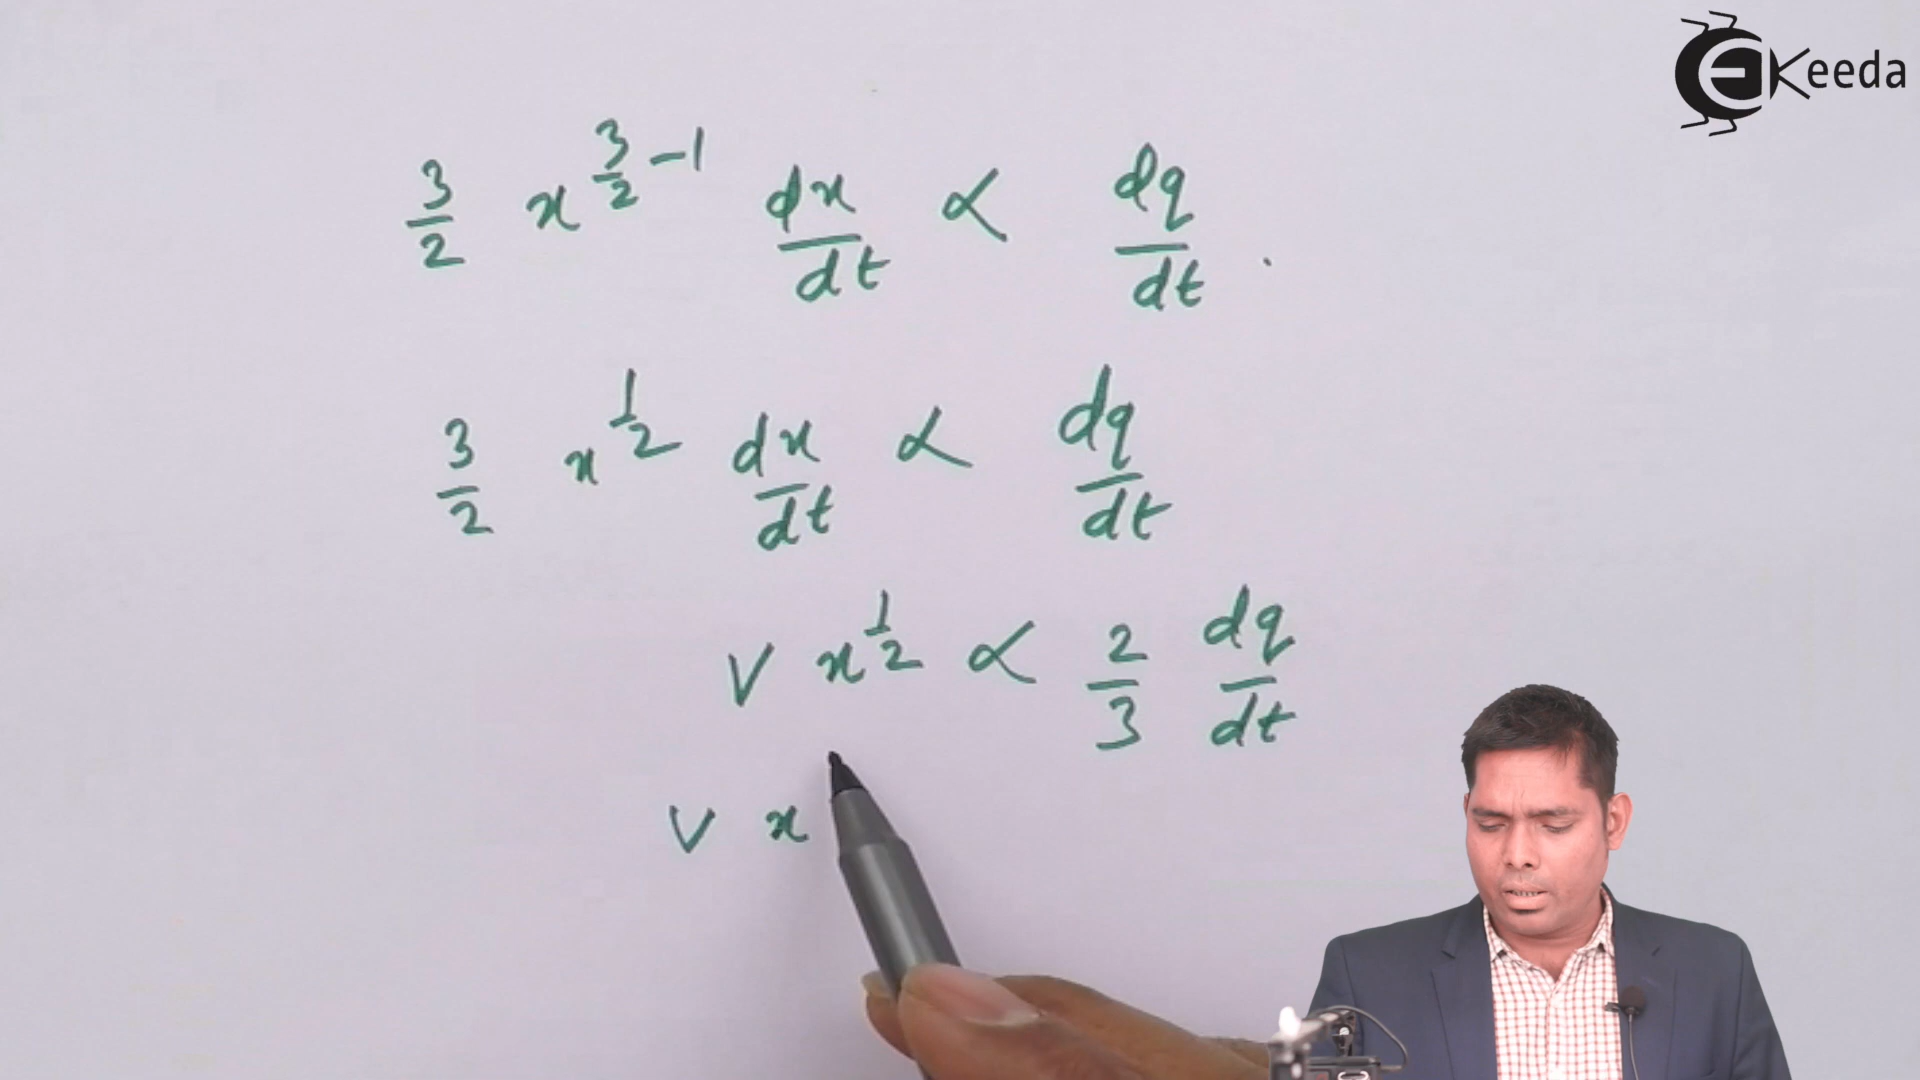 EKeeda
3/2 x^(3/2 - 1) dx/dt ∝ dq/dt .
3/2 x^(1/2) dx/dt ∝ dq/dt
V x^(1/2) ∝ 2/3 dq/dt
V x